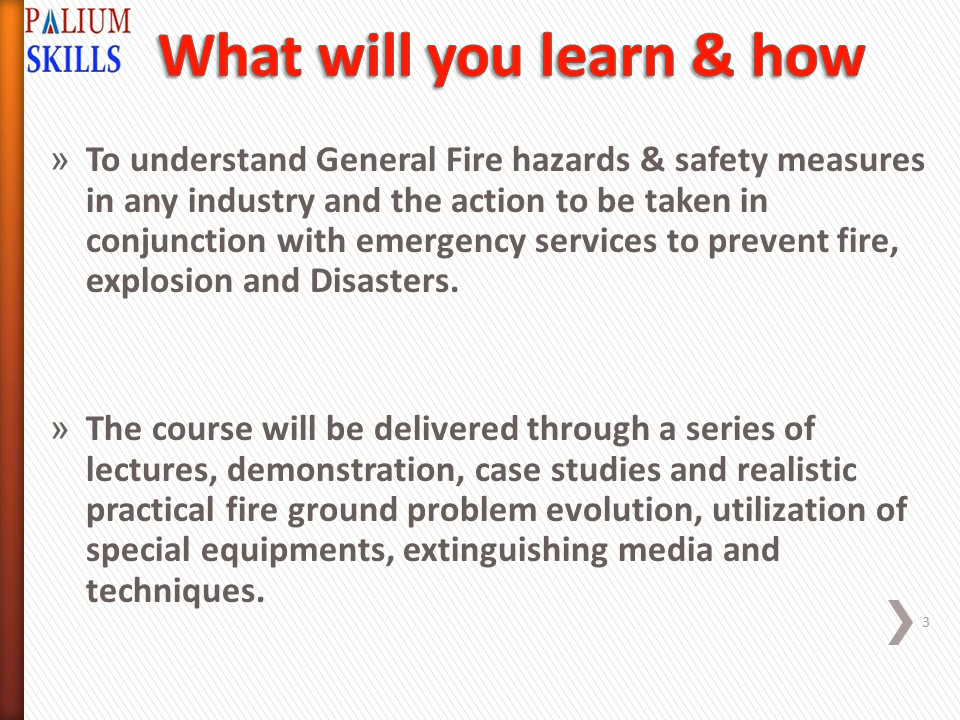 PALIUM
SKILLS
What will you learn & how
» To understand General Fire hazards & safety measures
in any industry and the action to be taken in
conjunction with emergency services to prevent fire,
explosion and Disasters.
» The course will be delivered through a series of
lectures, demonstration, case studies and realistic
practical fire ground problem evolution, utilization of
special equipments, extinguishing media and
techniques.
3